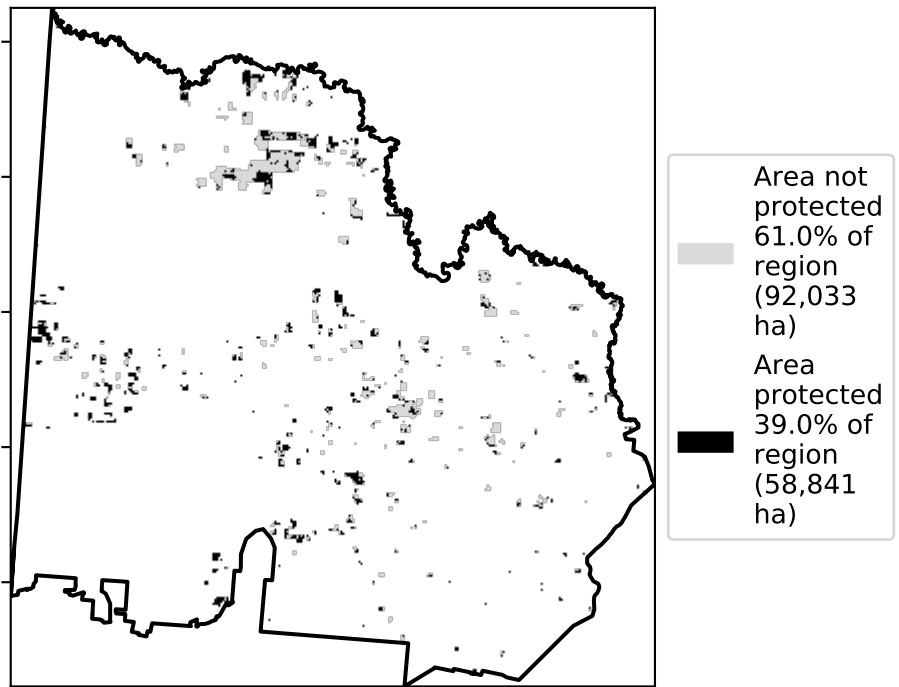 Area not
protected
61.0% of
region
(92,033
ha)
Area
protected
39.0% of
region
(58,841
ha)